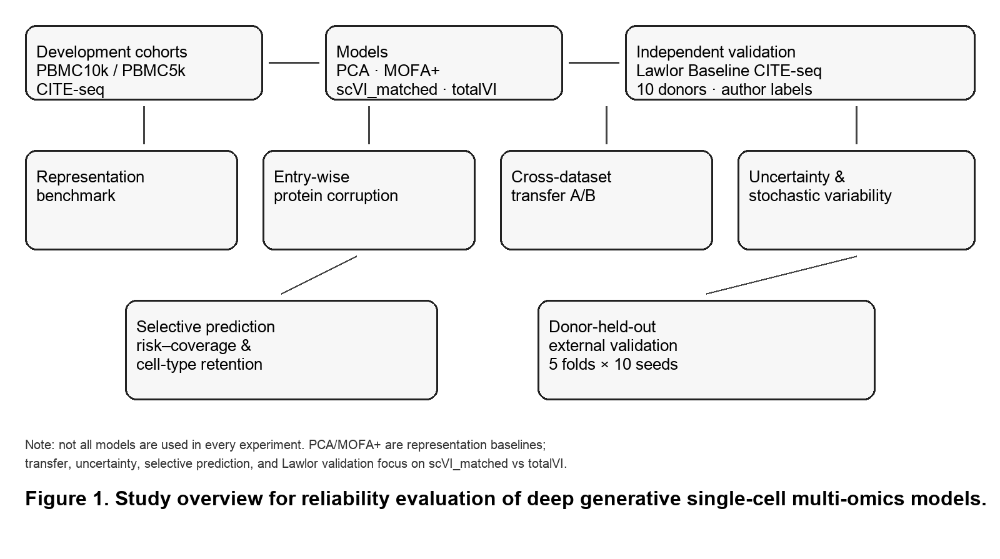 Development cohorts
PBMC10k / PBMC5k
CITE-seq
Models
PCA · MOFA+
scVI_matched · totalVI
Independent validation
Lawlor Baseline CITE-seq
10 donors · author labels
Representation
benchmark
Entry-wise
protein corruption
Cross-dataset
transfer A/B
Uncertainty &
stochastic variability
Selective prediction
risk–coverage &
cell-type retention
Donor-held-out
external validation
5 folds × 10 seeds
Note: not all models are used in every experiment. PCA/MOFA+ are representation baselines;
transfer, uncertainty, selective prediction, and Lawlor validation focus on scVI_matched vs totalVI.
Figure 1. Study overview for reliability evaluation of deep generative single-cell multi-omics models.